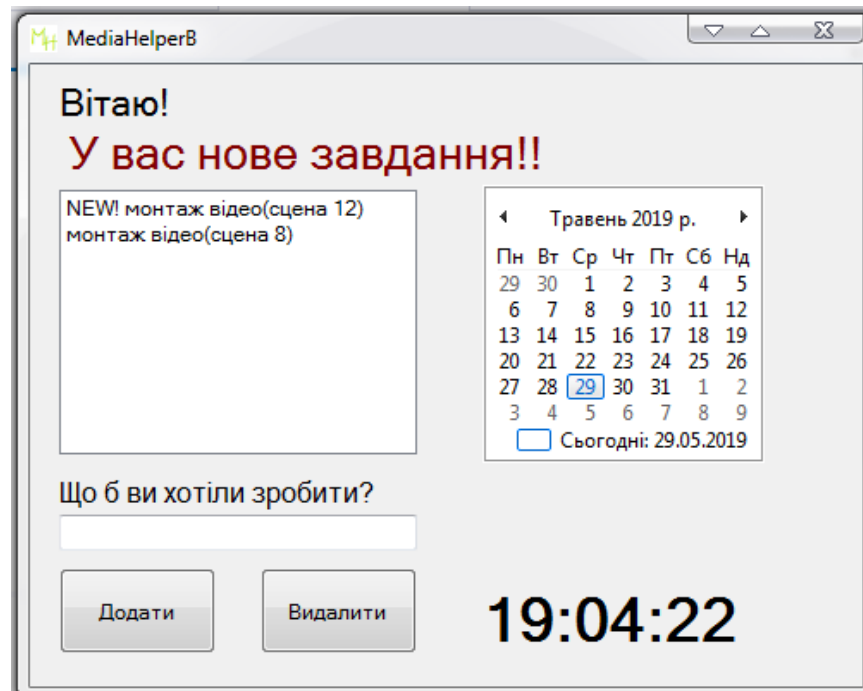 MH MediaHelperB
Вітаю!
У вас нове завдання!!
NEW! монтаж відео(сцена 12)
монтаж відео(сцена 8)
Травень 2019 р.
Пн Вт Ср Чт Пт Сб Нд
29 30 1 2 3 4 5
6 7 8 9 10 11 12
13 14 15 16 17 18 19
20 21 22 23 24 25 26
27 28 29 30 31 1 2
3 4 5 6 7 8 9
Сьогодні: 29.05.2019
Що б ви хотіли зробити?
Додати
Видалити
19:04:22